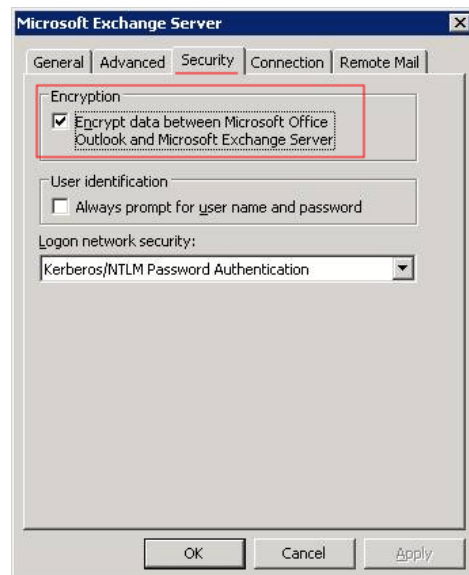 Microsoft Exchange Server
General Advanced Security Connection Remote Mail
Encryption
Encrypt data between Microsoft Office
Outlook and Microsoft Exchange Server
User identification
Always prompt for user name and password
Logon network security:
Kerberos/NTLM Password Authentication
OK Cancel Apply